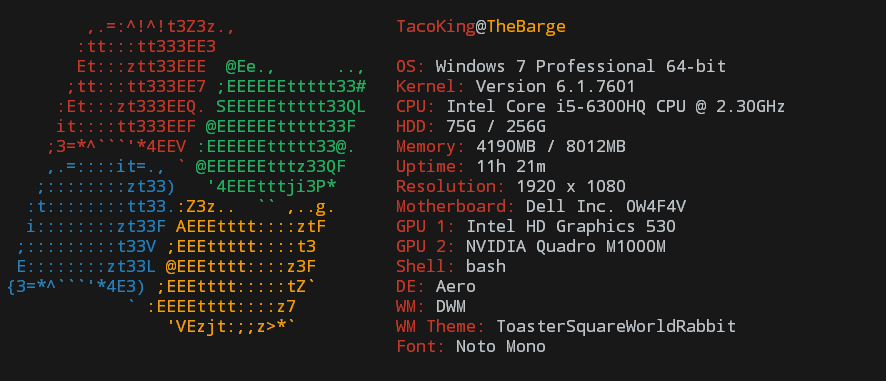 ,.=:^!^!t3Z3z.,                TacoKing@TheBarge
       :tt:::tt333EE3
       Et:::ztt33EEE  @Ee.,      ..,   OS: Windows 7 Professional 64-bit
      ;tt:::tt333EE7 ;EEEEEEttttt33#   Kernel: Version 6.1.7601
     :Et:::zt333EEQ. SEEEEEttttt33QL   CPU: Intel Core i5-6300HQ CPU @ 2.30GHz
     it::::tt333EEF @EEEEEEttttt33F    HDD: 75G / 256G
    ;3=*^```'*4EEV :EEEEEEttttt33@.    Memory: 4190MB / 8012MB
    ,.=::::it=., ` @EEEEEEtttz33QF     Uptime: 11h 21m
   ;::::::::zt33)   '4EEEtttji3P*      Resolution: 1920 x 1080
  :t::::::::tt33.:Z3z..  `` ,..g.      Motherboard: Dell Inc. 0W4F4V
  i::::::::zt33F AEEEtttt::::ztF       GPU 1: Intel HD Graphics 530
 ;:::::::::t33V ;EEEttttt::::t3        GPU 2: NVIDIA Quadro M1000M
 E::::::::zt33L @EEEtttt::::z3F        Shell: bash
{3=*^```'*4E3) ;EEEtttt:::::tZ`        DE: Aero
            ` :EEEEtttt::::z7          WM: DWM
                'VEzjt:;;z>*`          WM Theme: ToasterSquareWorldRabbit
                                       Font: Noto Mono